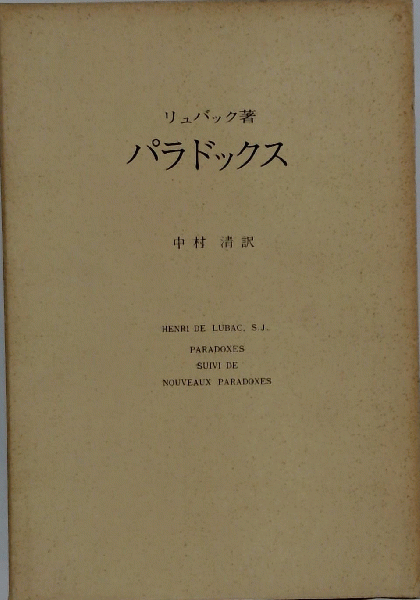 リュバック著
パラドックス
中村 清訳
HENRI DE LUBAC, S.J.
PARADOXES
SUIVI DE
NOUVEAUX PARADOXES